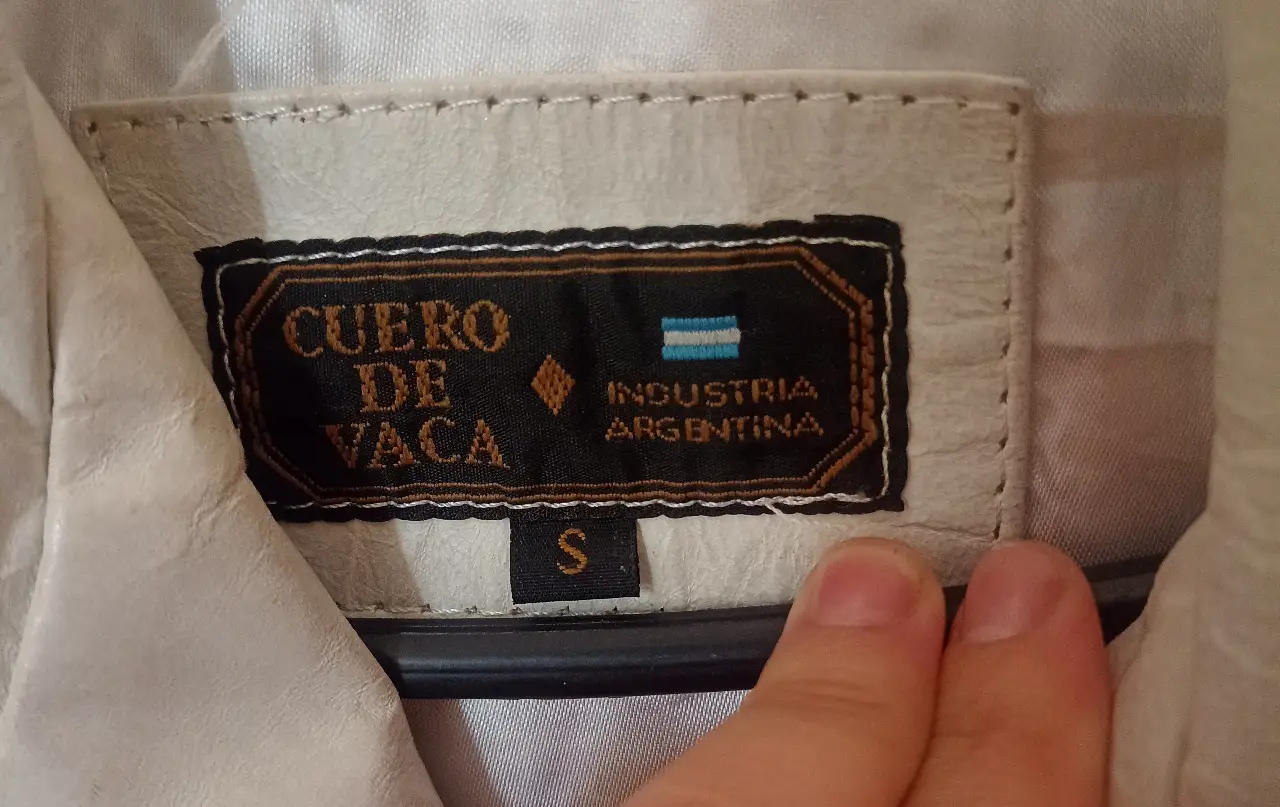 CUERO
DE
VACA
INDUSTRIA
ARGENTINA
S